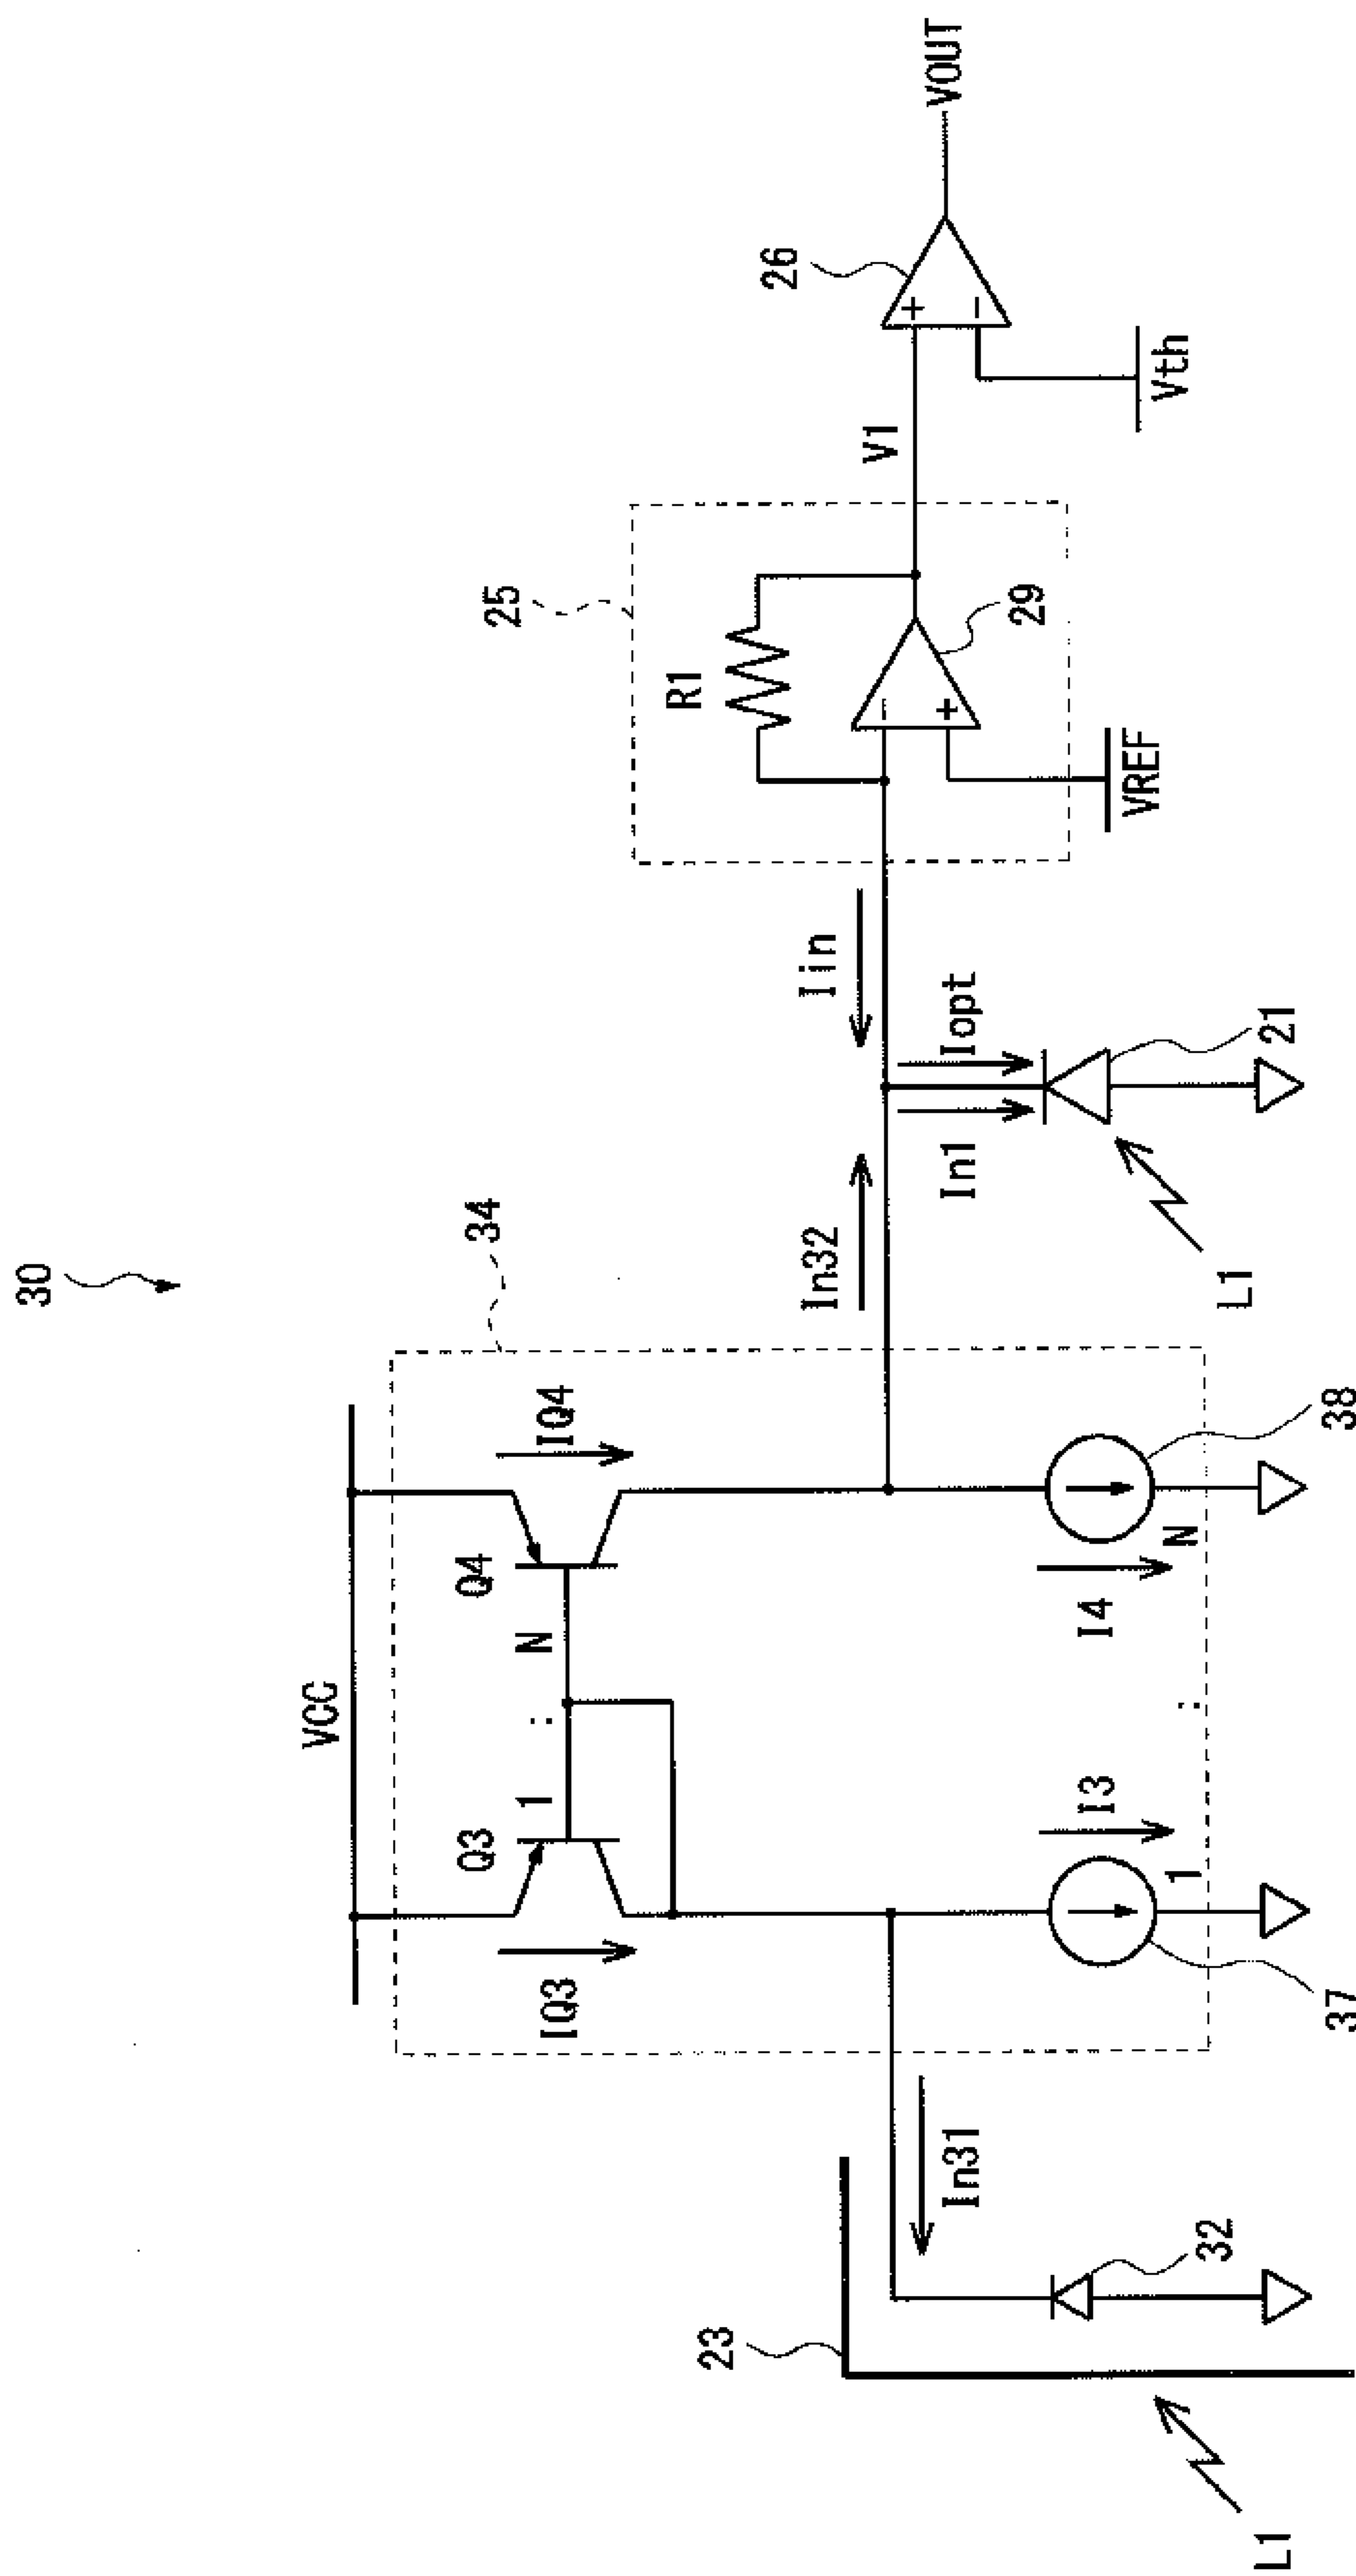 30
VCC
34
Q3
1
:
N
Q4
IQ3
IQ4
23
In31
32
L1
I3
1
37
:
I4
N
38
In32
Iin
In1
Iopt
21
L1
25
R1
−
+
29
VREF
V1
26
+
−
Vth
VOUT